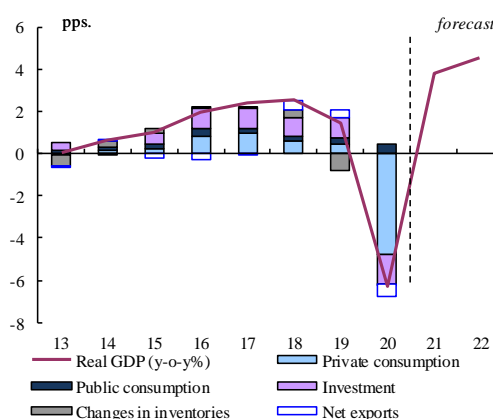 pps.
forecast
6
4
2
0
-2
-4
-6
-8
13 14 15 16 17 18 19 20 21 22
Real GDP (y-o-y%)
Private consumption
Public consumption
Investment
Changes in inventories
Net exports